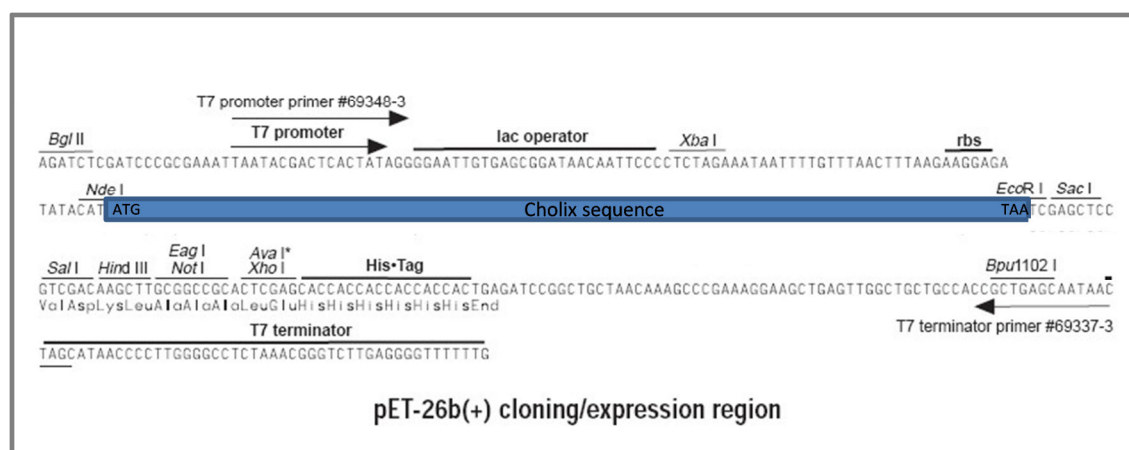 T7 promoter primer #69348-3
Bgl II T7 promoter lac operator Xba I rbs
AGATCTCGATCCCGCGAAATTAATACGACTCACTATAGGGGAATTGTGAGCGGATAACAATTCCCCTCTAGAAATAATTTTGTTTAACTTTAAGAAGGAGA
Nde I EcoR I Sac I
TATACAT ATG Cholix sequence TAA TCGAGCTCC
Sal I Hind III Eag I Not I Ava I* Xho I His•Tag Bpu1102 I
GTCGACAAGCTTGCGGCCGCACTCGAGCACCACCACCACCACCACTGAGATCCGGCTGCTAACAAAGCCCGAAAGGAAGCTGAGTTGGCTGCTGCCACCGCTGAGCAATAAC
ValAspLysLeuAlaAlaAlaLeuGluHisHisHisHisHisHisEnd
T7 terminator T7 terminator primer #69337-3
TAGCATAACCCCTTGGGGCCTCTAAACGGGTCTTGAGGGGTTTTTTG
pET-26b(+) cloning/expression region